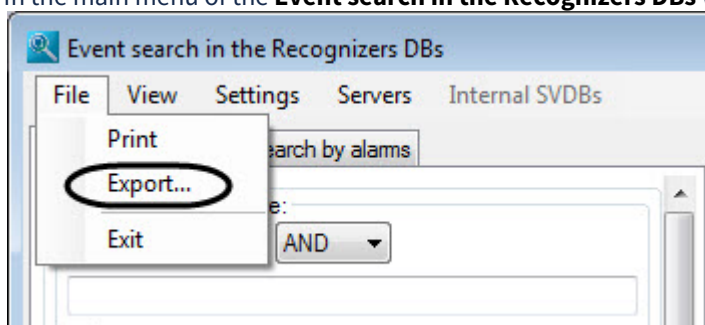 In the main menu of the Event search in the Recognizers DBs
Event search in the Recognizers DBs
File View Settings Servers Internal SVDBs
Print
earch by alarms
Export...
e:
Exit
AND